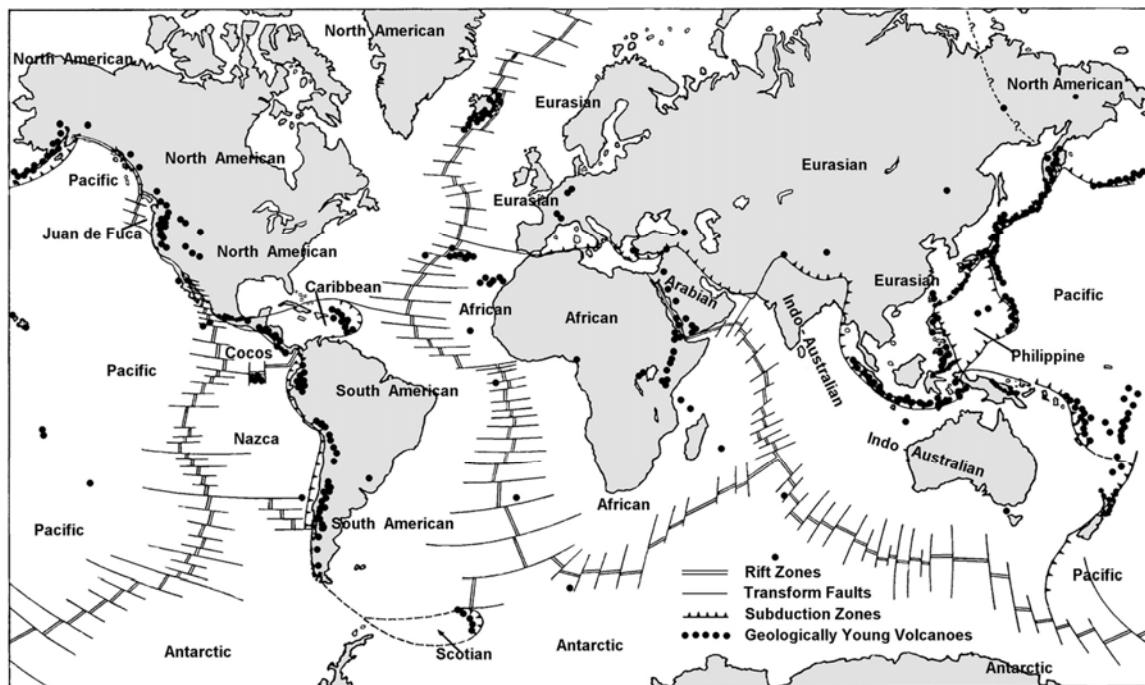 North American
North American
North American
Eurasian
North American
North American
Eurasian
Pacific
Eurasian
Juan de Fuca
North American
Eurasian
Caribbean
African
African
Arabian
Indo
Australian
Pacific
Philippine
Cocos
Pacific
South American
Nazca
Indo Australian
African
Pacific
South American
Rift Zones
Transform Faults
Subduction Zones
Geologically Young Volcanoes
Pacific
Antarctic
Scotian
Antarctic
Antarctic